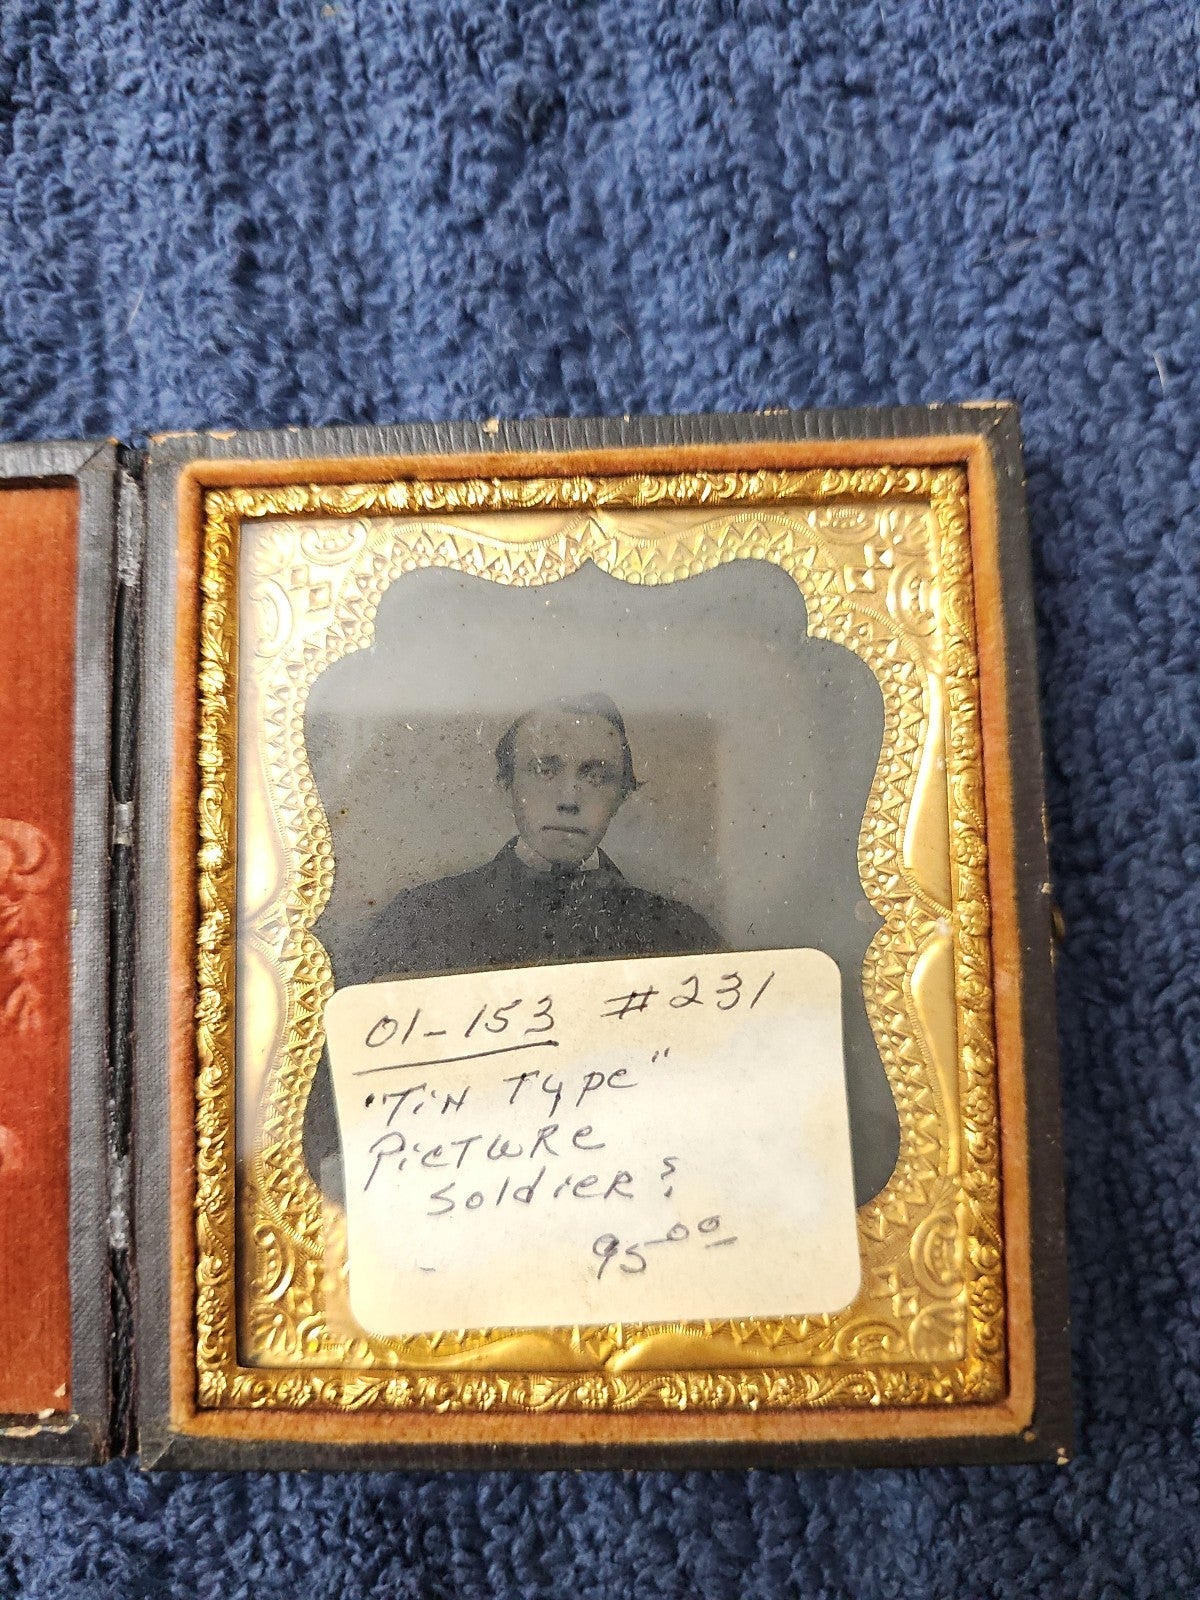 01-153 #231
"Tin Type"
Picture
Soldier?
95.00